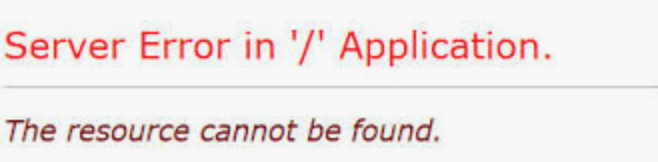 Server Error in '/' Application.
The resource cannot be found.